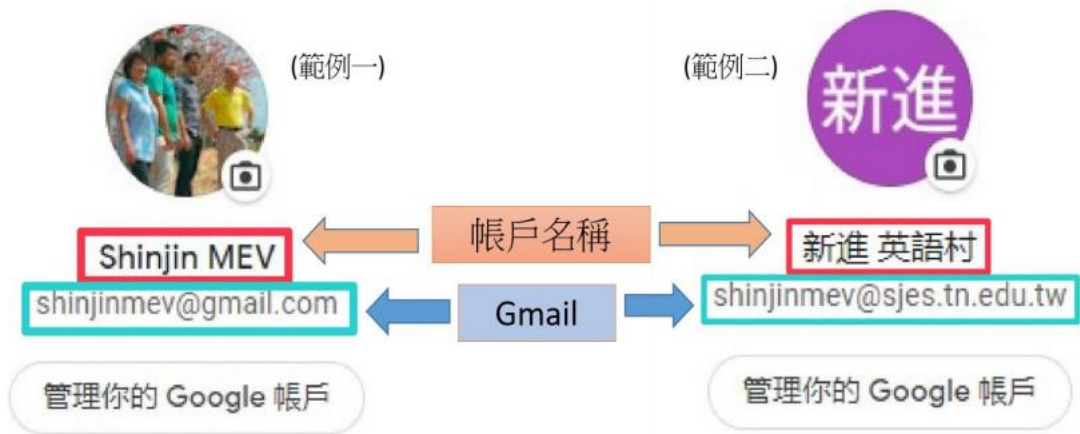 (範例一)
(範例二)
新進
帳戶名稱
Shinjin MEV
新進 英語村
shinjinmev@gmail.com
Gmail
shinjinmev@sjes.tn.edu.tw
管理你的 Google 帳戶
管理你的 Google 帳戶